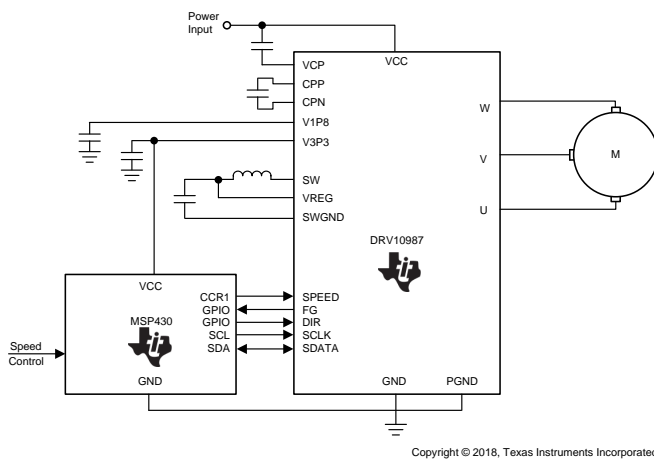 Power
Input
VCC
VCP
CPP
CPN
V1P8
V3P3
SW
VREG
SWGND
W
V
U
M
DRV10987
VCC
MSP430
CCR1
GPIO
GPIO
SCL
SDA
SPEED
FG
DIR
SCLK
SDATA
Speed
Control
GND
GND
PGND
Copyright © 2018, Texas Instruments Incorporated